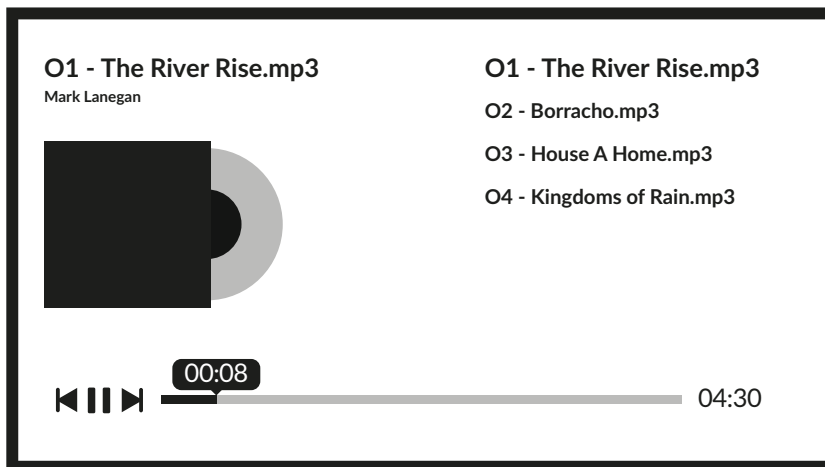 O1 - The River Rise.mp3
Mark Lanegan
O1 - The River Rise.mp3
O2 - Borracho.mp3
O3 - House A Home.mp3
O4 - Kingdoms of Rain.mp3
00:08
04:30